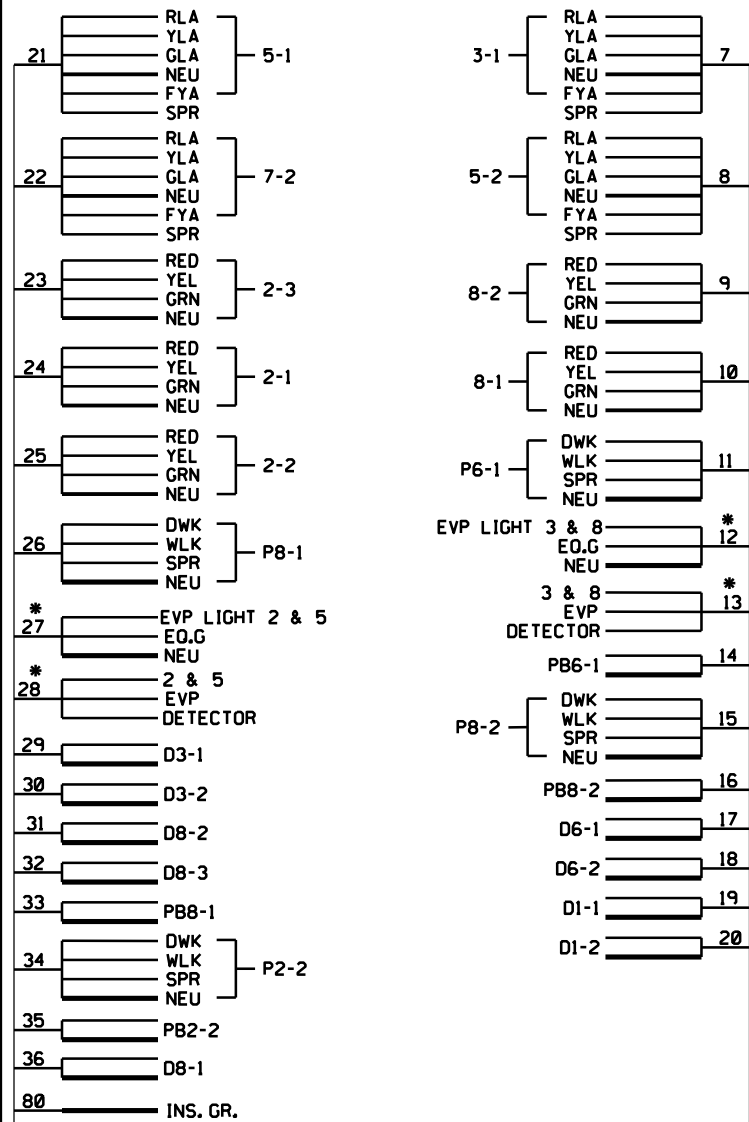 RLA
YLA
21 GLA 5-1
NEU
FYA
SPR
RLA
YLA
22 GLA 7-2
NEU
FYA
SPR
RED
23 YEL 2-3
GRN
NEU
RED
24 YEL 2-1
GRN
NEU
RED
25 YEL 2-2
GRN
NEU
DWK
26 WLK P8-1
SPR
NEU
*
27 EVP LIGHT 2 & 5
EQ.G
NEU
*
28 2 & 5
EVP
DETECTOR
29 D3-1
30 D3-2
31 D8-2
32 D8-3
33 PB8-1
DWK
34 WLK P2-2
SPR
NEU
35 PB2-2
36 D8-1
80 INS. GR.
RLA
YLA
3-1 GLA 7
NEU
FYA
SPR
RLA
YLA
5-2 GLA 8
NEU
FYA
SPR
RED
8-2 YEL 9
GRN
NEU
RED
8-1 YEL 10
GRN
NEU
DWK
P6-1 WLK 11
SPR
NEU
EVP LIGHT 3 & 8 *
EQ.G 12
NEU
3 & 8 *
EVP 13
DETECTOR
PB6-1 14
DWK
P8-2 WLK 15
SPR
NEU
PB8-2 16
D6-1 17
D6-2 18
D1-1 19
D1-2 20